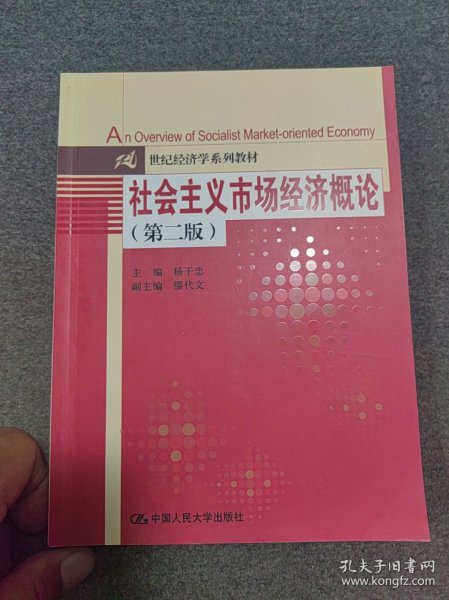 An Overview of Socialist Market-oriented Economy
21 世纪经济学系列教材
社会主义市场经济概论
(第二版)
主 编 杨干忠
副主编 缪代文
中国人民大学出版社
孔夫子旧书网
www.kongfz.com